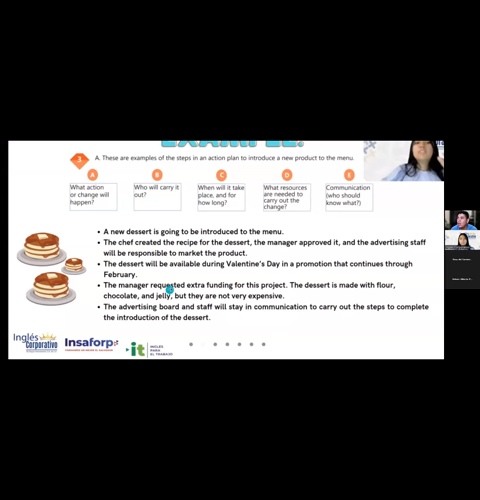 EXAMPLE:
3 A. These are examples of the steps in an action plan to introduce a new product to the menu.
A B C D E
What action or change will happen?
Who will carry it out?
When will it take place, and for how long?
What resources are needed to carry out the change?
Communication (who should know what?)
• A new dessert is going to be introduced to the menu.
• The chef created the recipe for the dessert, the manager approved it, and the advertising staff
will be responsible to market the product.
• The dessert will be available during Valentine's Day in a promotion that continues through
February.
• The manager requested extra funding for this project. The dessert is made with flour,
chocolate, and jelly, but they are not very expensive.
• The advertising board and staff will stay in communication to carry out the steps to complete
the introduction of the dessert.
Inglés
Corporativo
Insaforp
it
INGLÉS
PARA
EL TRABAJO